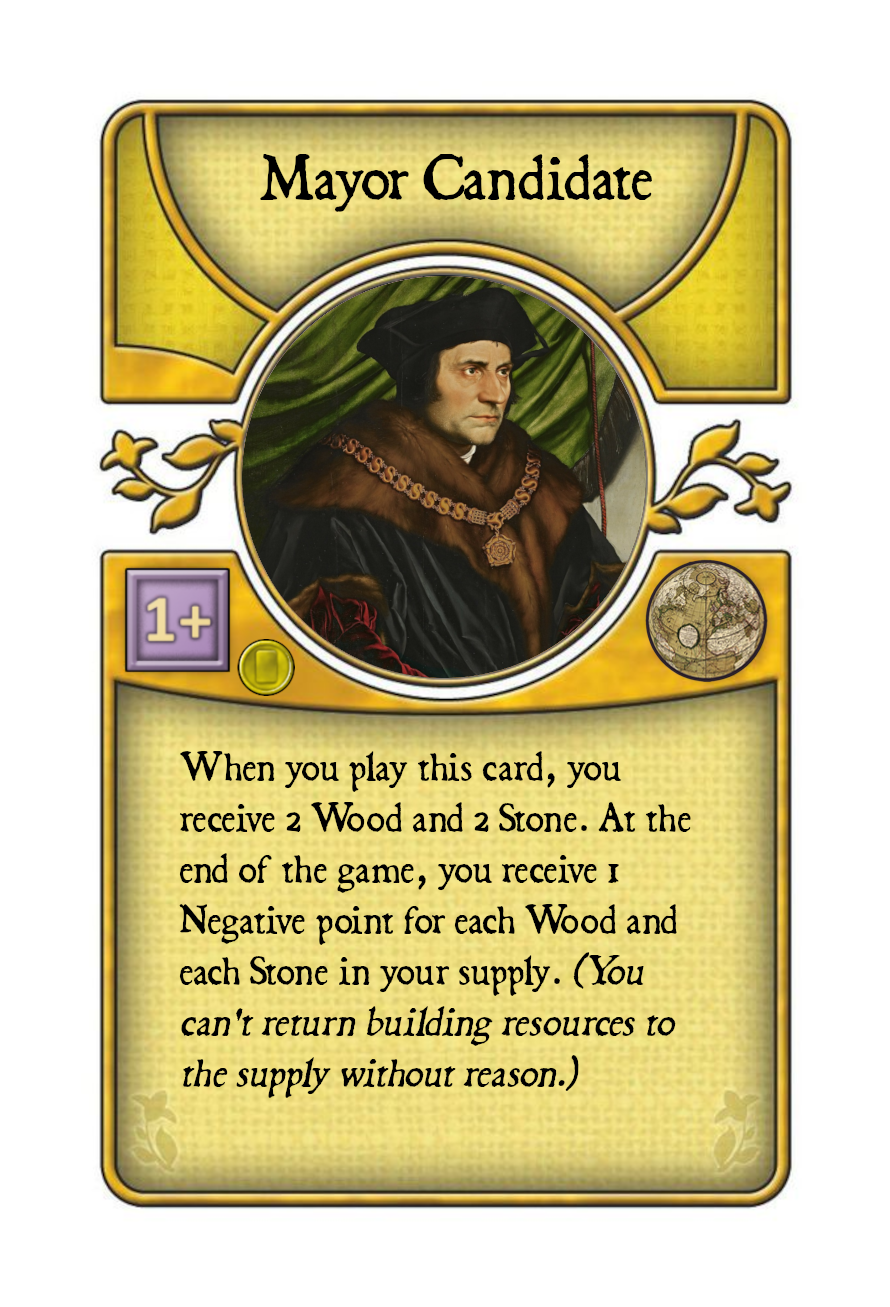 Mayor Candidate
1+
When you play this card, you
receive 2 Wood and 2 Stone. At the
end of the game, you receive 1
Negative point for each Wood and
each Stone in your supply. (You
can't return building resources to
the supply without reason.)